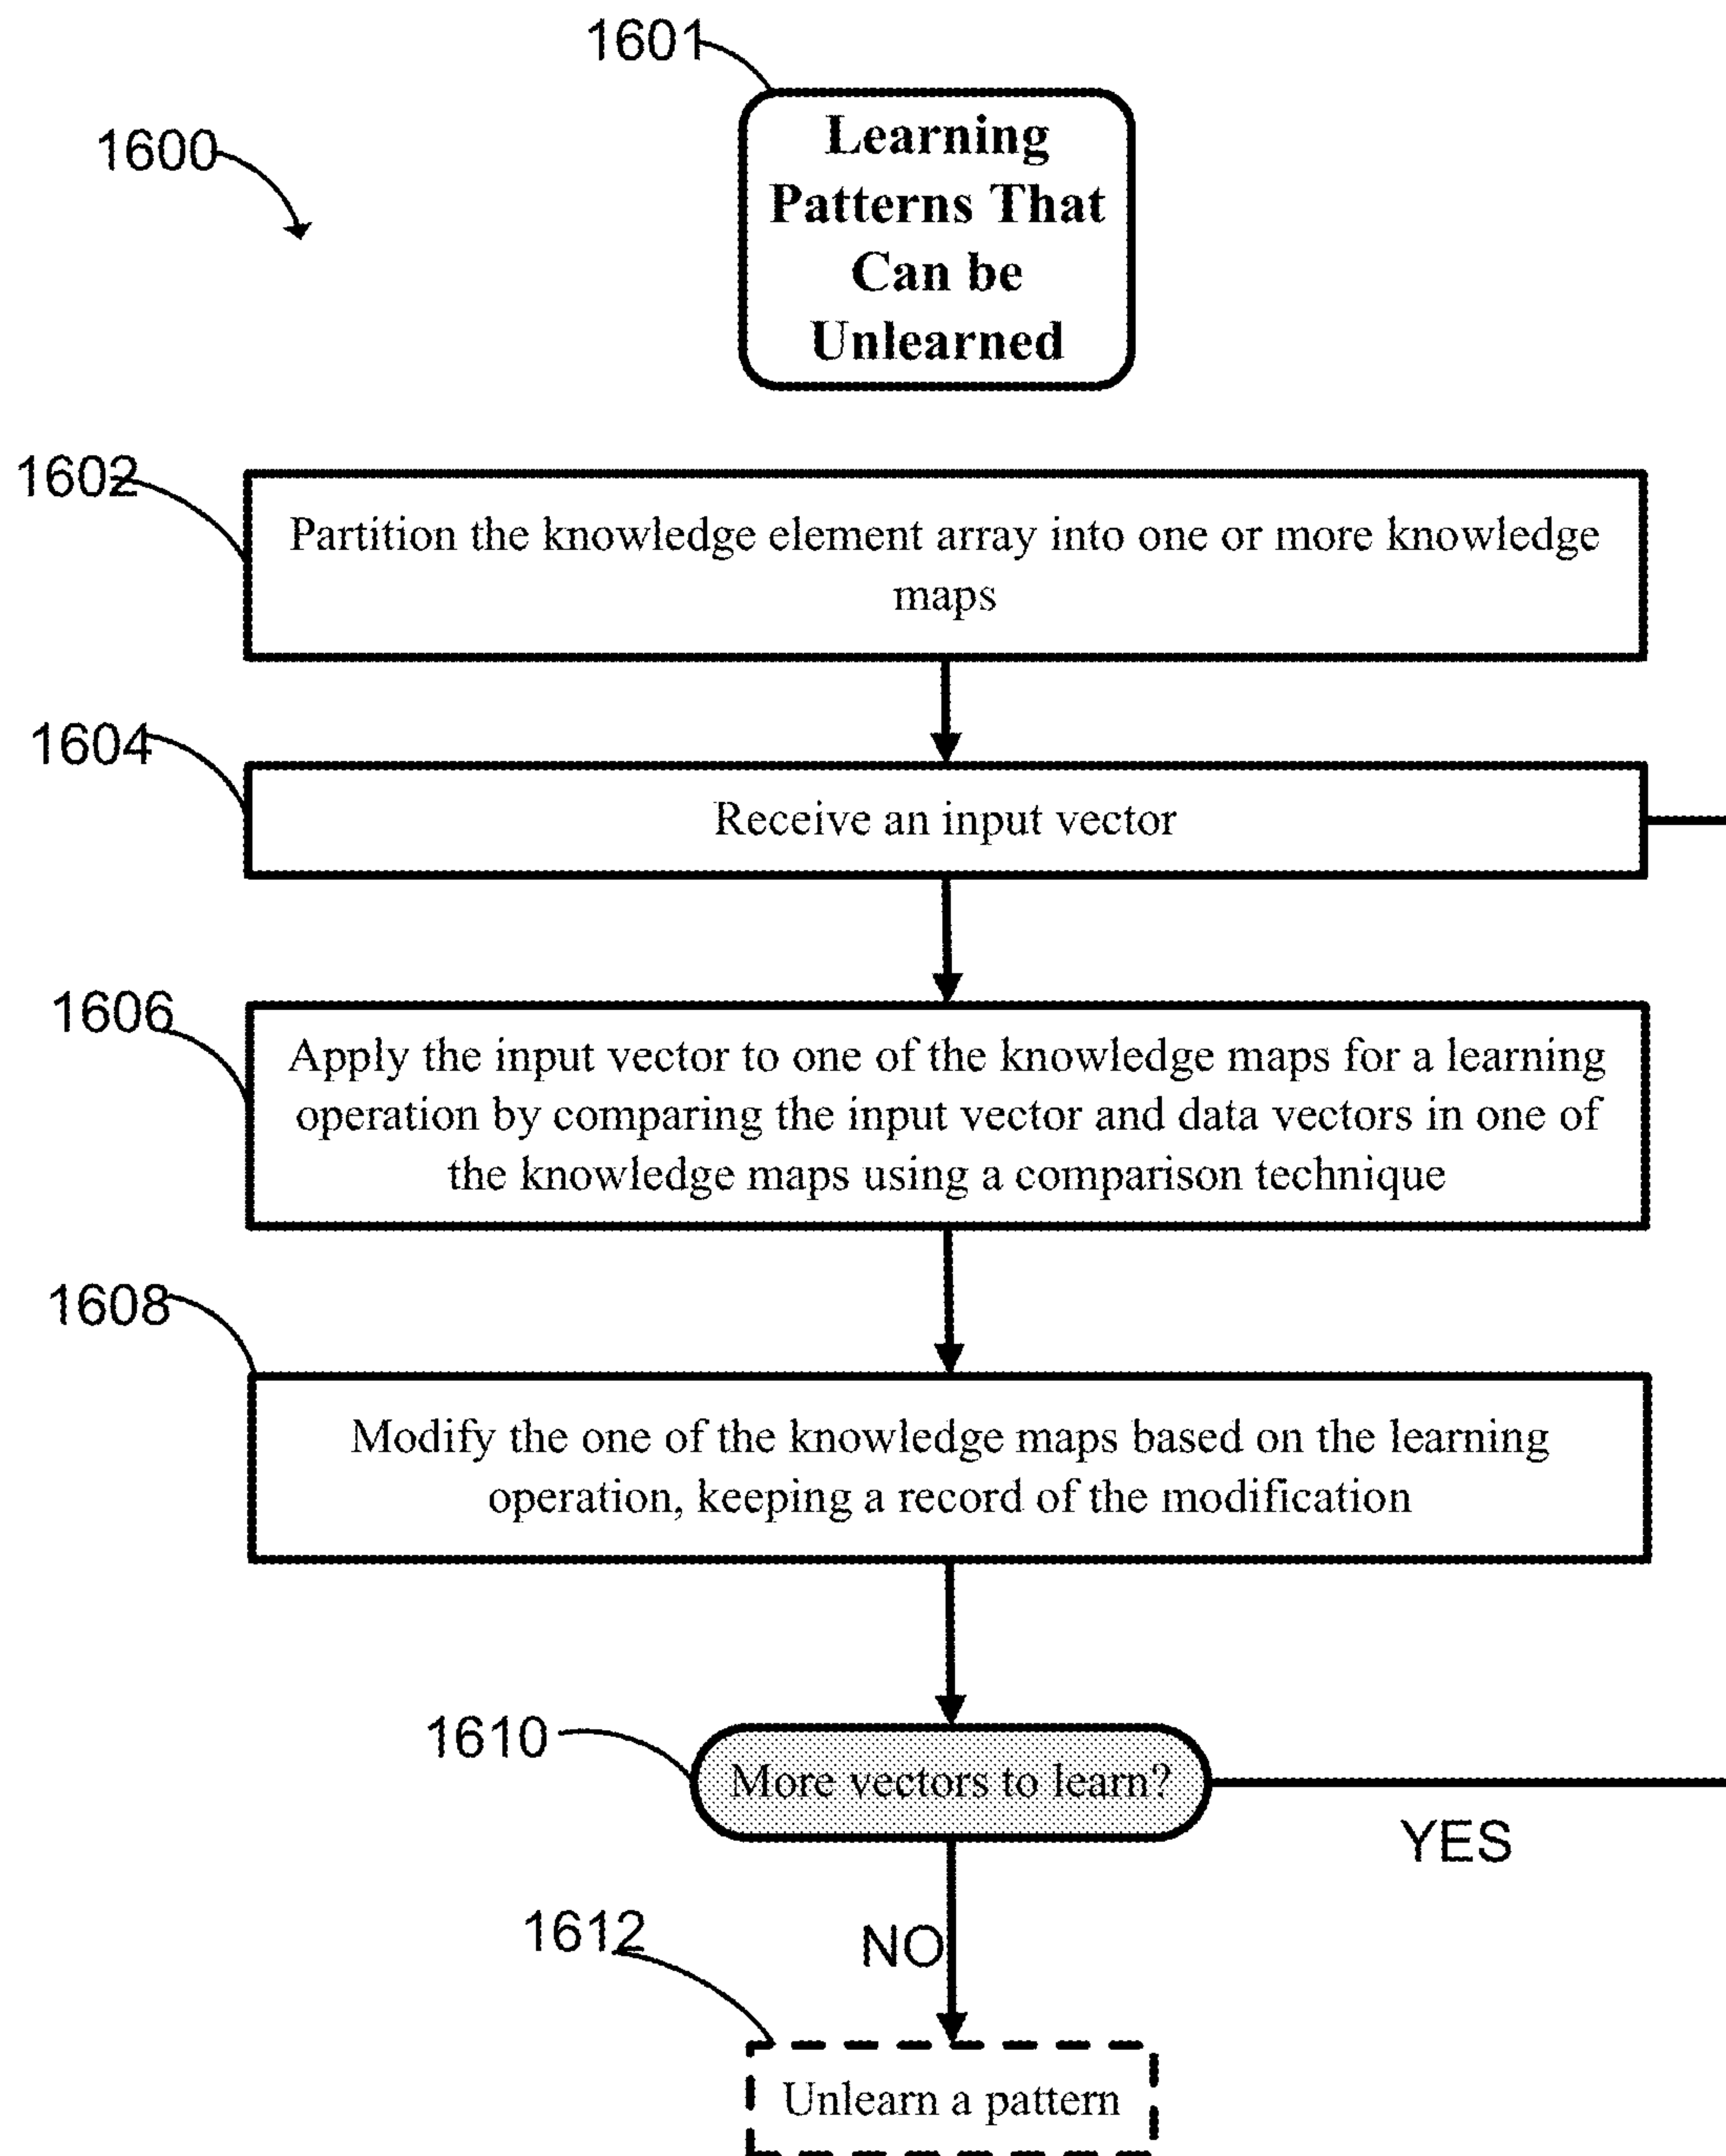 1601
1600
Learning
Patterns That
Can be
Unlearned
1602
Partition the knowledge element array into one or more knowledge
maps
1604
Receive an input vector
1606
Apply the input vector to one of the knowledge maps for a learning
operation by comparing the input vector and data vectors in one of
the knowledge maps using a comparison technique
1608
Modify the one of the knowledge maps based on the learning
operation, keeping a record of the modification
1610
More vectors to learn?
YES
1612
NO
Unlearn a pattern